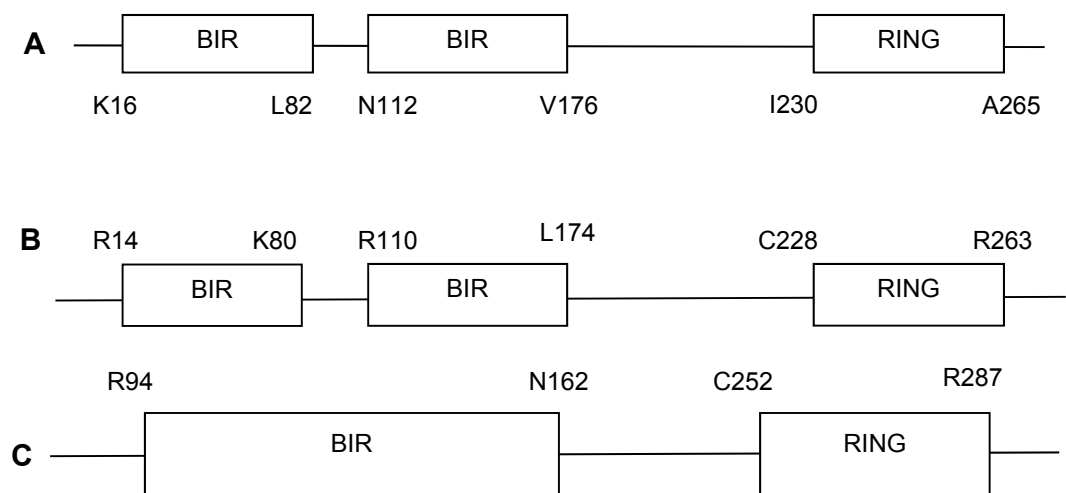 A BIR BIR RING
K16 L82 N112 V176 I230 A265
B R14 K80 R110 L174 C228 R263
BIR BIR RING
R94 N162 C252 R287
C BIR RING